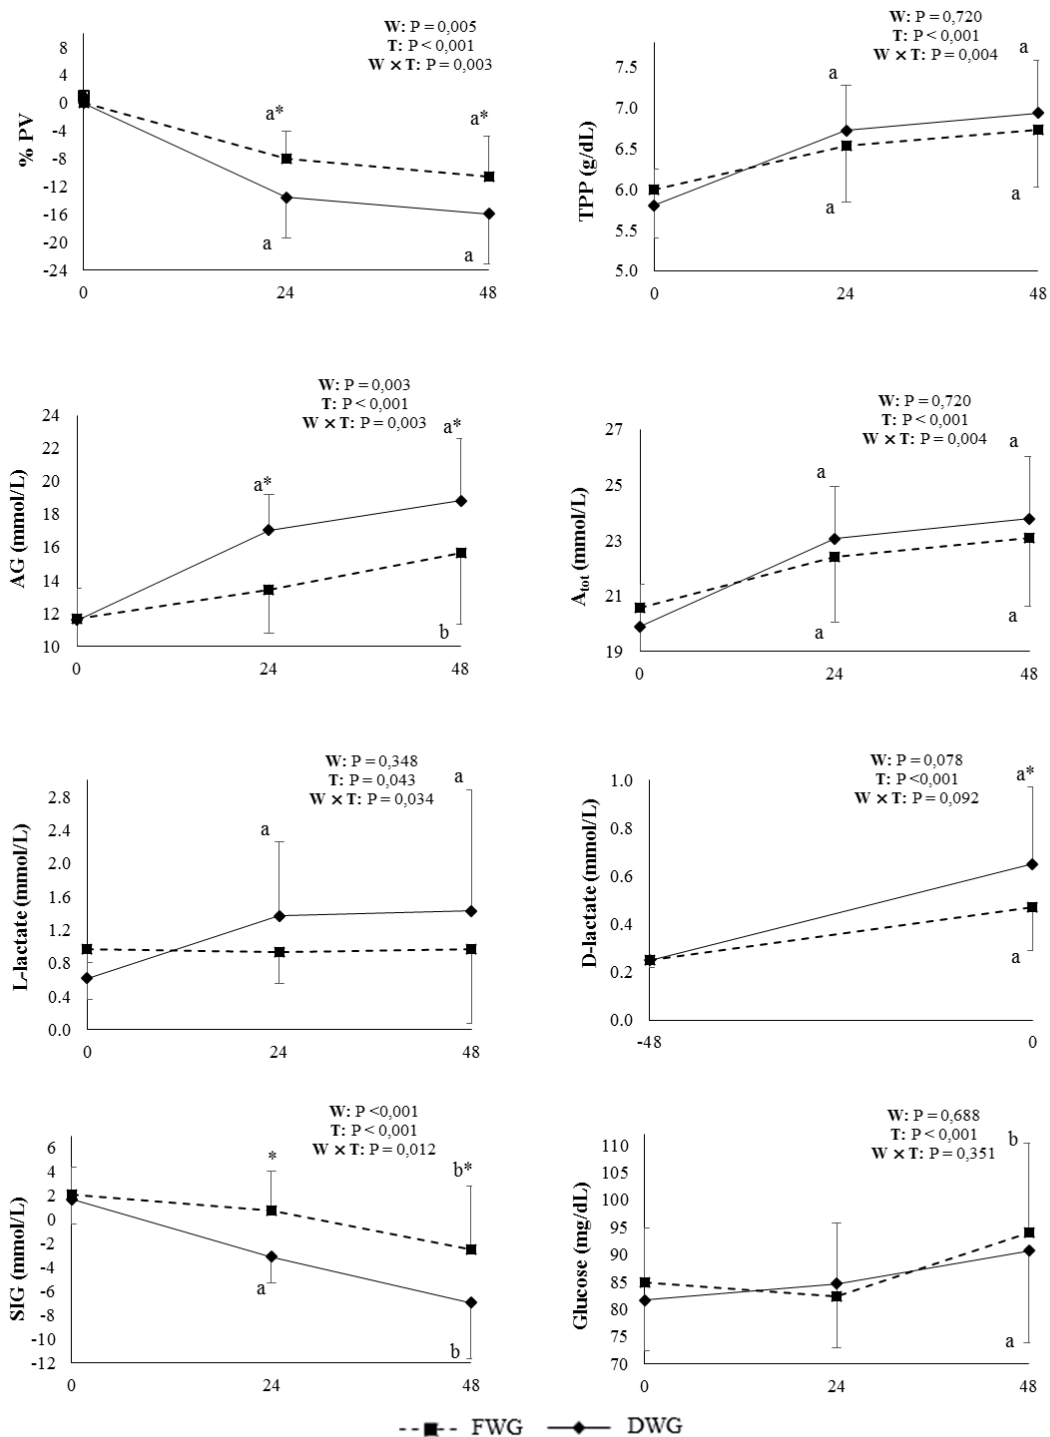 W: P = 0,005
T: P < 0,001
W × T: P = 0,003
8
4
0
-4
-8
-12
-16
-20
-24
% PV
a*
a*
a
a
0
24
48
W: P = 0,720
T: P < 0,001
W × T: P = 0,004
7.5
7.0
6.5
6.0
5.5
5.0
TPP (g/dL)
a
a
a
a
0
24
48
W: P = 0,003
T: P < 0,001
W × T: P = 0,003
24
22
20
18
16
14
12
10
AG (mmol/L)
a*
a*
b
0
24
48
W: P = 0,720
T: P < 0,001
W × T: P = 0,004
27
25
23
21
19
Atot (mmol/L)
a
a
a
a
0
24
48
W: P = 0,348
T: P = 0,043
W × T: P = 0,034
2.8
2.4
2.0
1.6
1.2
0.8
0.4
0.0
L-lactate (mmol/L)
a
a
0
24
48
W: P = 0,078
T: P <0,001
W × T: P = 0,092
1.0
0.8
0.6
0.4
0.2
0.0
D-lactate (mmol/L)
a*
a
-48
0
W: P <0,001
T: P < 0,001
W × T: P = 0,012
6
4
2
0
-2
-4
-6
-8
-10
-12
SIG (mmol/L)
*
b*
a
b
0
24
48
W: P = 0,688
T: P < 0,001
W × T: P = 0,351
110
105
100
95
90
85
80
75
70
Glucose (mg/dL)
b
a
0
24
48
FWG DWG